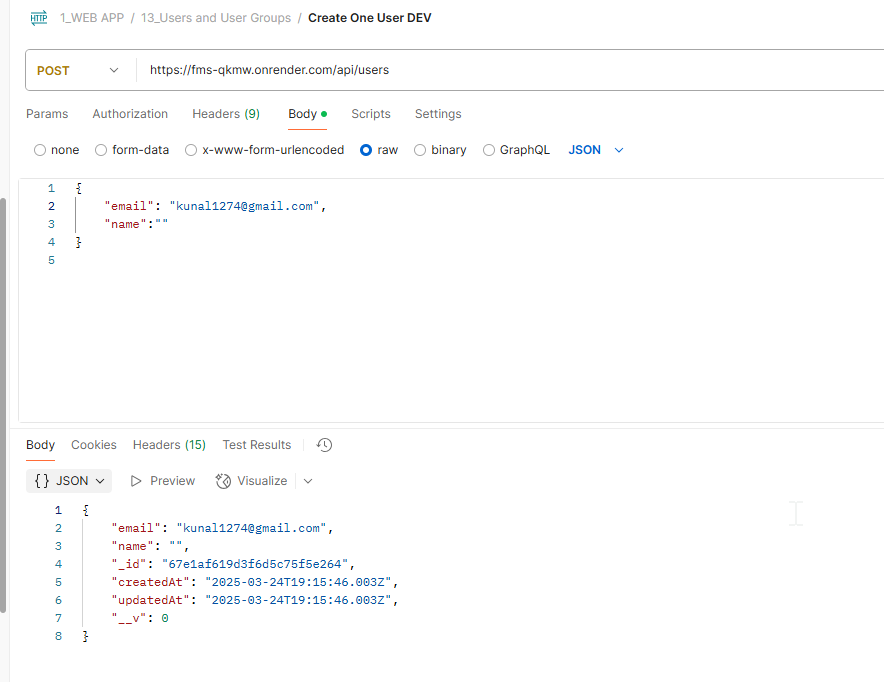 HTTP 1_WEB APP / 13_Users and User Groups / Create One User DEV
POST https://fms-qkmw.onrender.com/api/users
Params Authorization Headers (9) Body Scripts Settings
none form-data x-www-form-urlencoded raw binary GraphQL JSON
1 {
2 "email": "kunal1274@gmail.com",
3 "name":""
4 }
5
Body Cookies Headers (15) Test Results
{} JSON Preview Visualize
1 {
2 "email": "kunal1274@gmail.com",
3 "name": "",
4 "_id": "67e1af619d3f6d5c75f5e264",
5 "createdAt": "2025-03-24T19:15:46.003Z",
6 "updatedAt": "2025-03-24T19:15:46.003Z",
7 "__v": 0
8 }